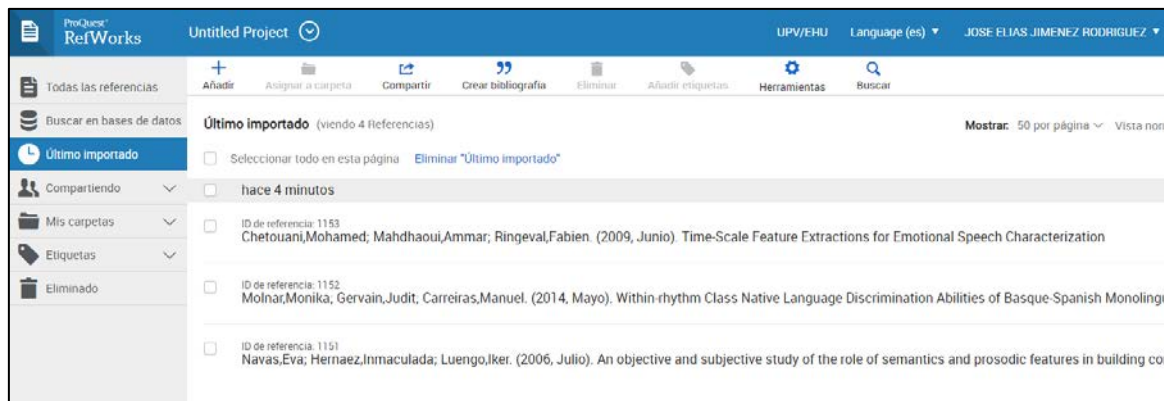 ProQuest®
RefWorks
Untitled Project
UPV/EHU
Language (es) ▼
JOSE ELIAS JIMENEZ RODRIGUEZ ▼
Todas las referencias
Buscar en bases de datos
Último importado
Compartiendo
Mis carpetas
Etiquetas
Eliminado
Añadir
Asignar a carpeta
Compartir
Crear bibliografía
Eliminar
Añadir etiquetas
Herramientas
Buscar
Último importado (viendo 4 Referencias)
Mostrar: 50 por página Vista
Seleccionar todo en esta página Eliminar "Último importado"
hace 4 minutos
ID de referencia: 1153
Chetouani,Mohamed; Mahdhaoui,Ammar; Ringeval,Fabien. (2009, Junio). Time-Scale Feature Extractions for Emotional Speech Characterization
ID de referencia: 1152
Molnar,Monika; Gervain,Judit; Carreiras,Manuel. (2014, Mayo). Within-rhythm Class Native Language Discrimination Abilities of Basque-Spanish Monolingu
ID de referencia: 1151
Navas,Eva; Hernaez,Inmaculada; Luengo,Iker. (2006, Julio). An objective and subjective study of the role of semantics and prosodic features in building co